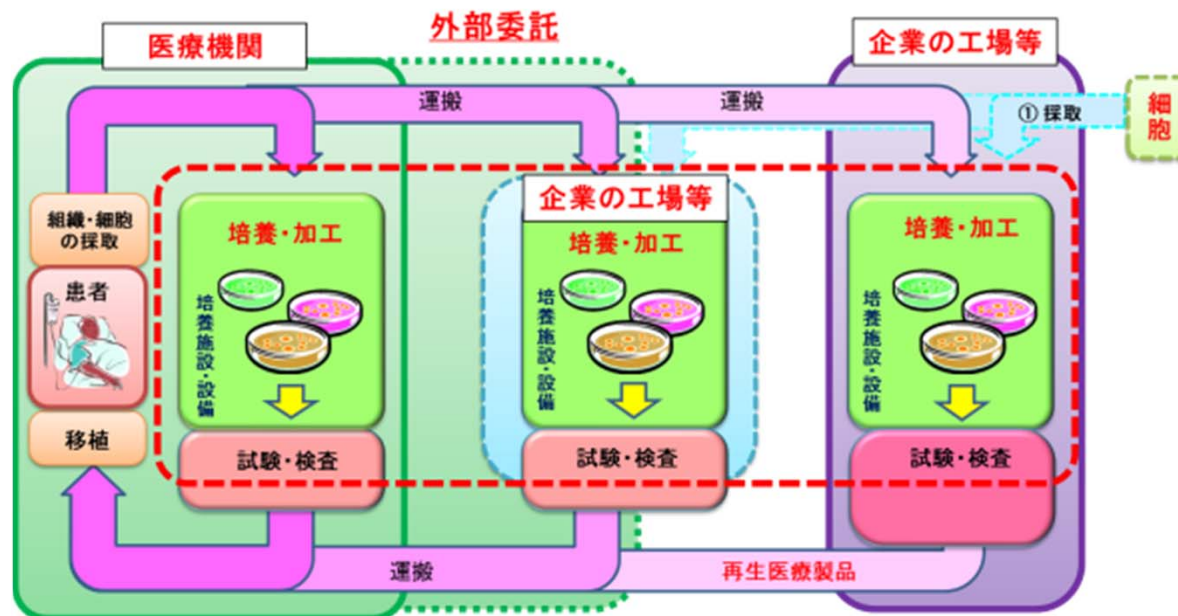 外部委託
医療機関
企業の工場等
運搬
運搬
① 採取
細胞
組織・細胞
の採取
患者
移植
培養・加工
培養施設・設備
試験・検査
企業の工場等
培養・加工
培養施設・設備
試験・検査
培養・加工
培養施設・設備
試験・検査
運搬
再生医療製品